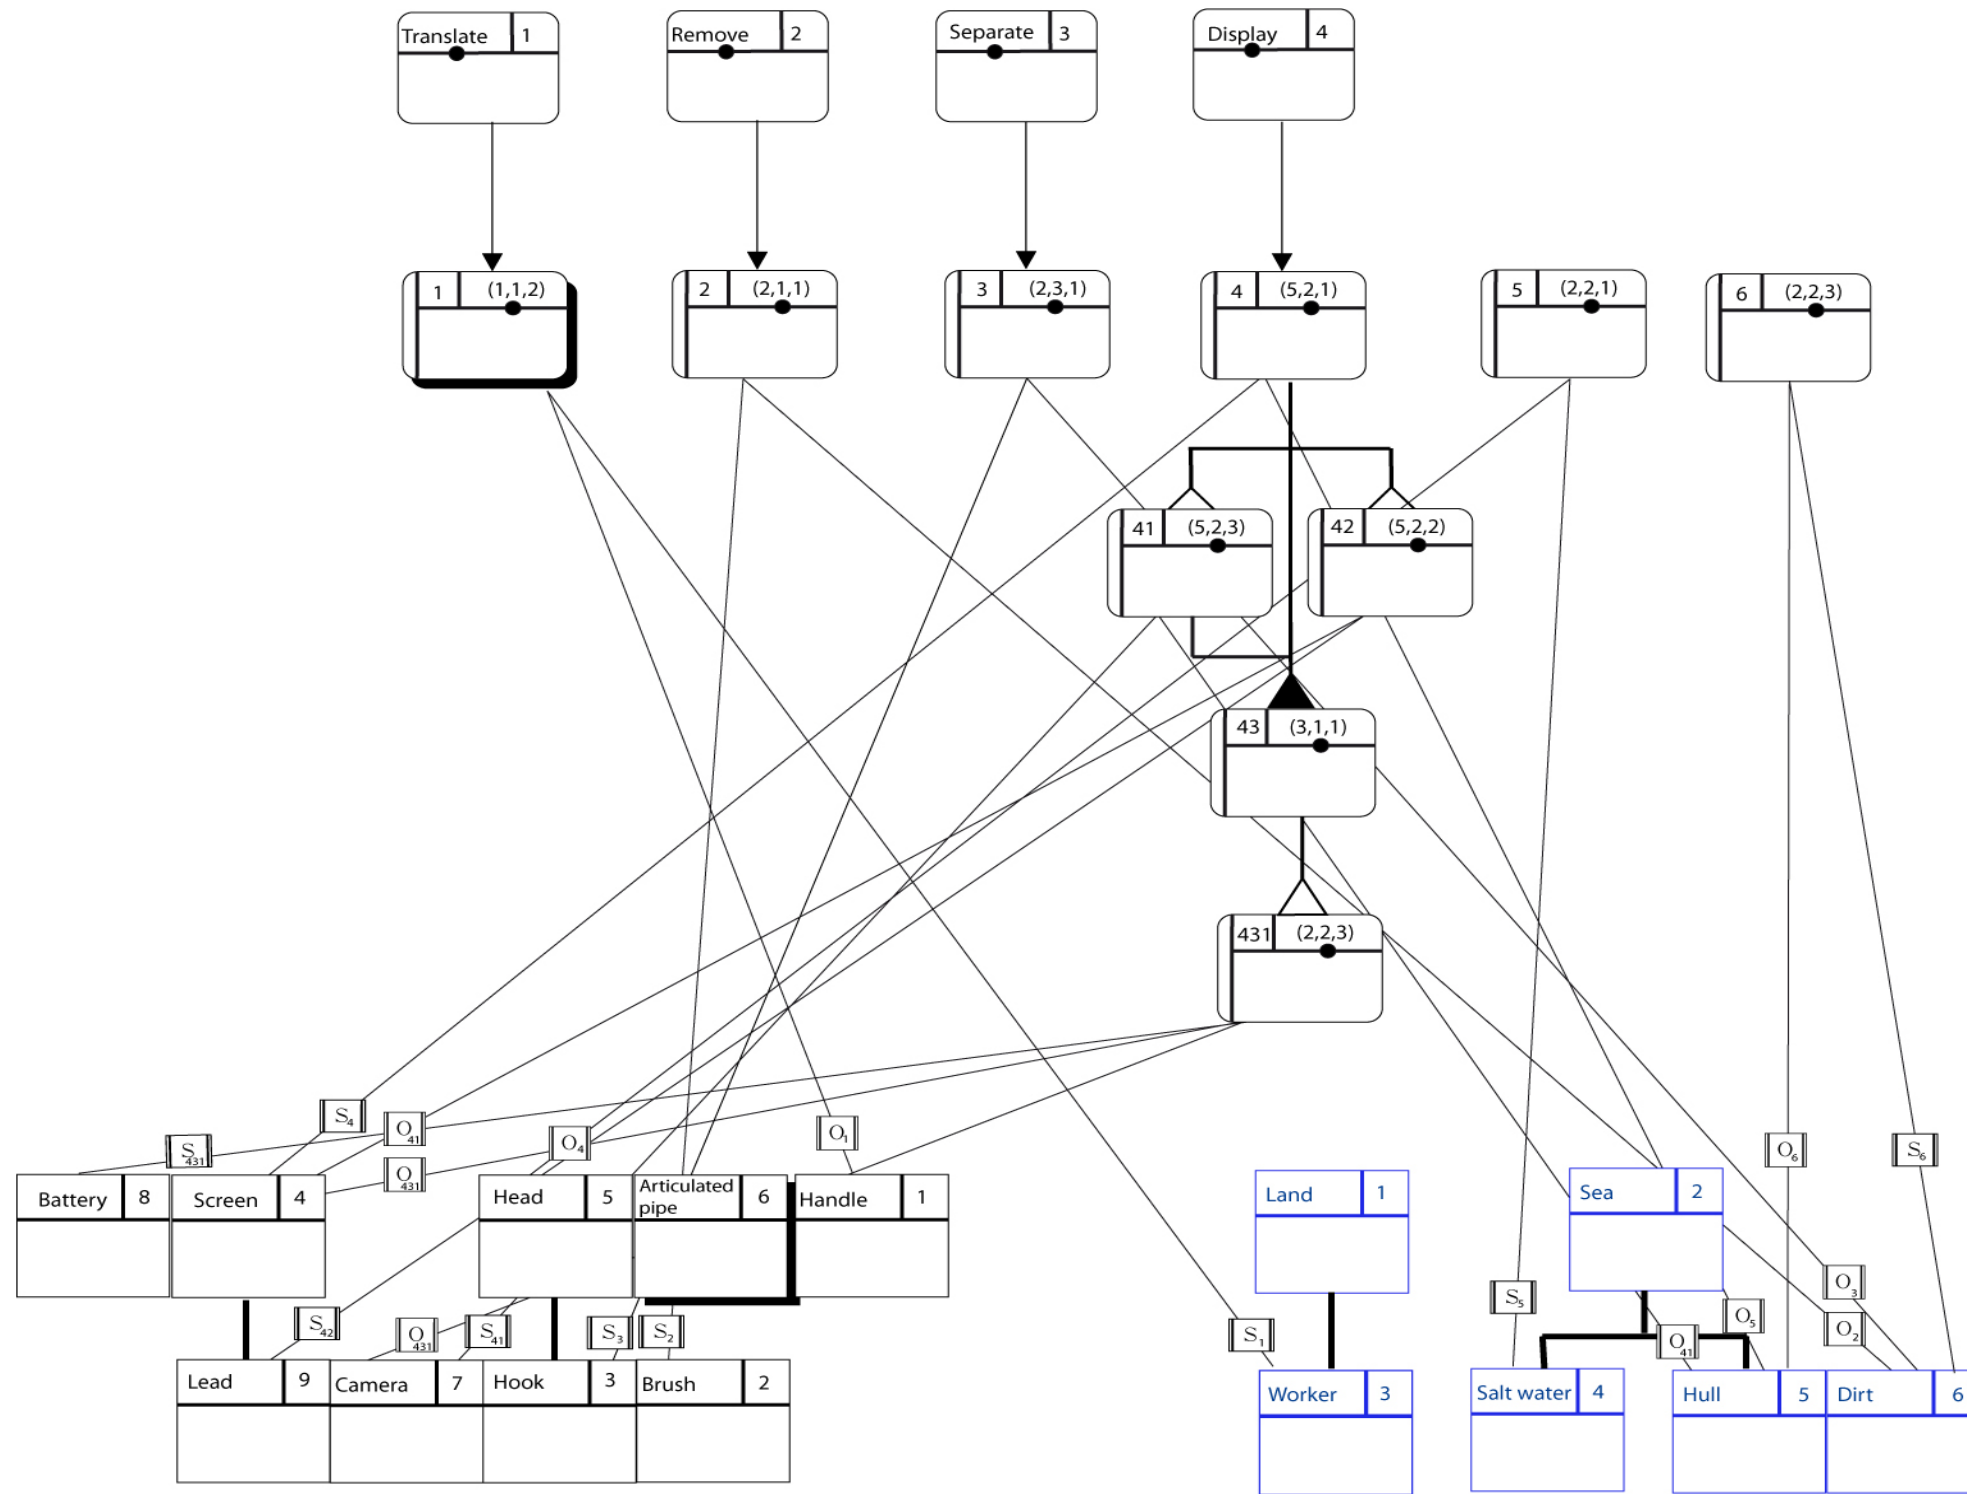 Translate 1
Remove 2
Separate 3
Display 4
1 (1,1,2)
2 (2,1,1)
3 (2,3,1)
4 (5,2,1)
5 (2,2,1)
6 (2,2,3)
41 (5,2,3)
42 (5,2,2)
43 (3,1,1)
431 (2,2,3)
S4
O41
O4
O1
S431
O431
O6
S6
Battery 8
Screen 4
Head 5
Articulated
pipe 6
Handle 1
Land 1
Sea 2
S42
O431
S41
S3
S2
S1
S5
O41
O5
O3
O2
Lead 9
Camera 7
Hook 3
Brush 2
Worker 3
Salt water 4
Hull 5
Dirt 6